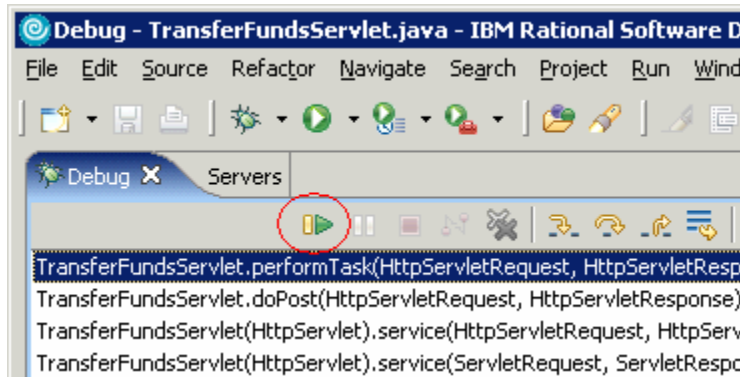 Debug - TransferFundsServlet.java - IBM Rational Software D
File Edit Source Refactor Navigate Search Project Run Wind
Debug Servers
TransferFundsServlet.performTask(HttpServletRequest, HttpServletResp
TransferFundsServlet.doPost(HttpServletRequest, HttpServletResponse)
TransferFundsServlet(HttpServlet).service(HttpServletRequest, HttpServ
TransferFundsServlet(HttpServlet).service(ServletRequest, ServletRespo